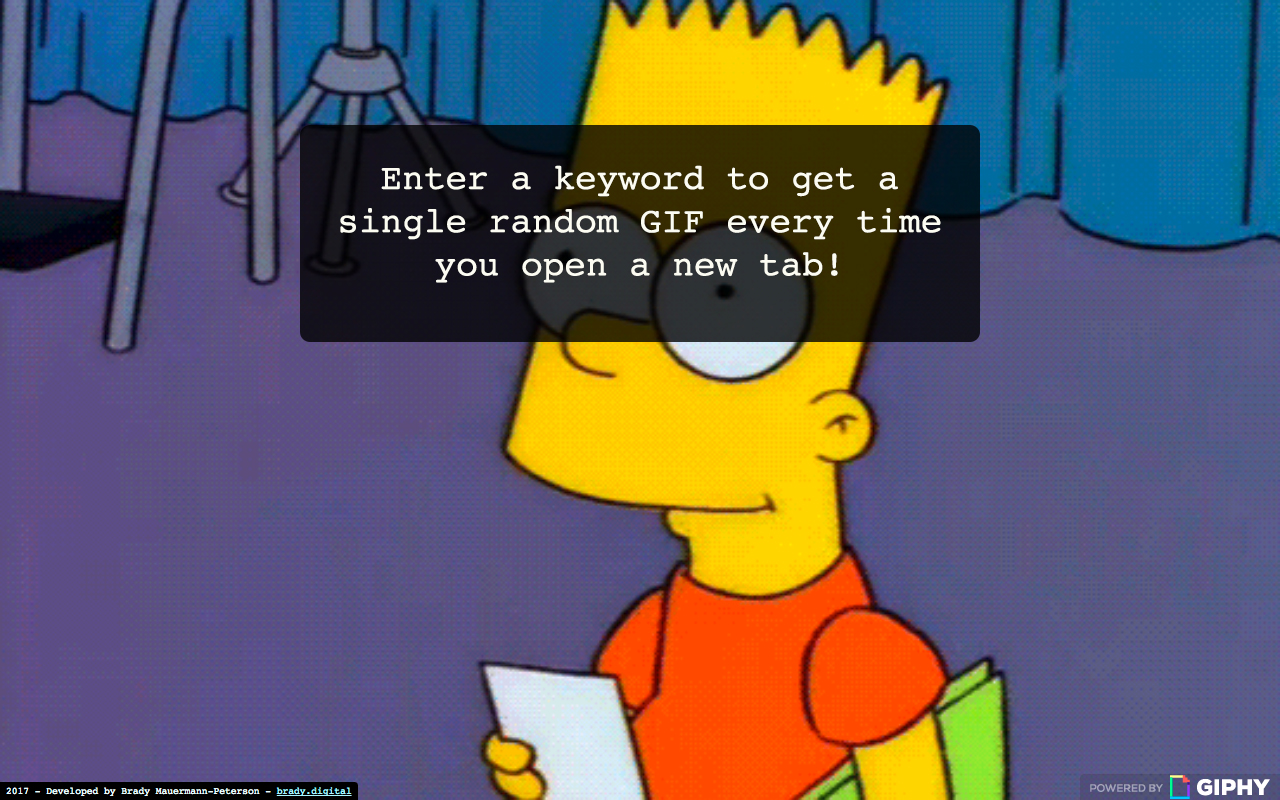 Enter a keyword to get a
single random GIF every time
you open a new tab!
2017 - Developed by Brady Mauermann-Peterson - brady.digital
POWERED BY GIPHY